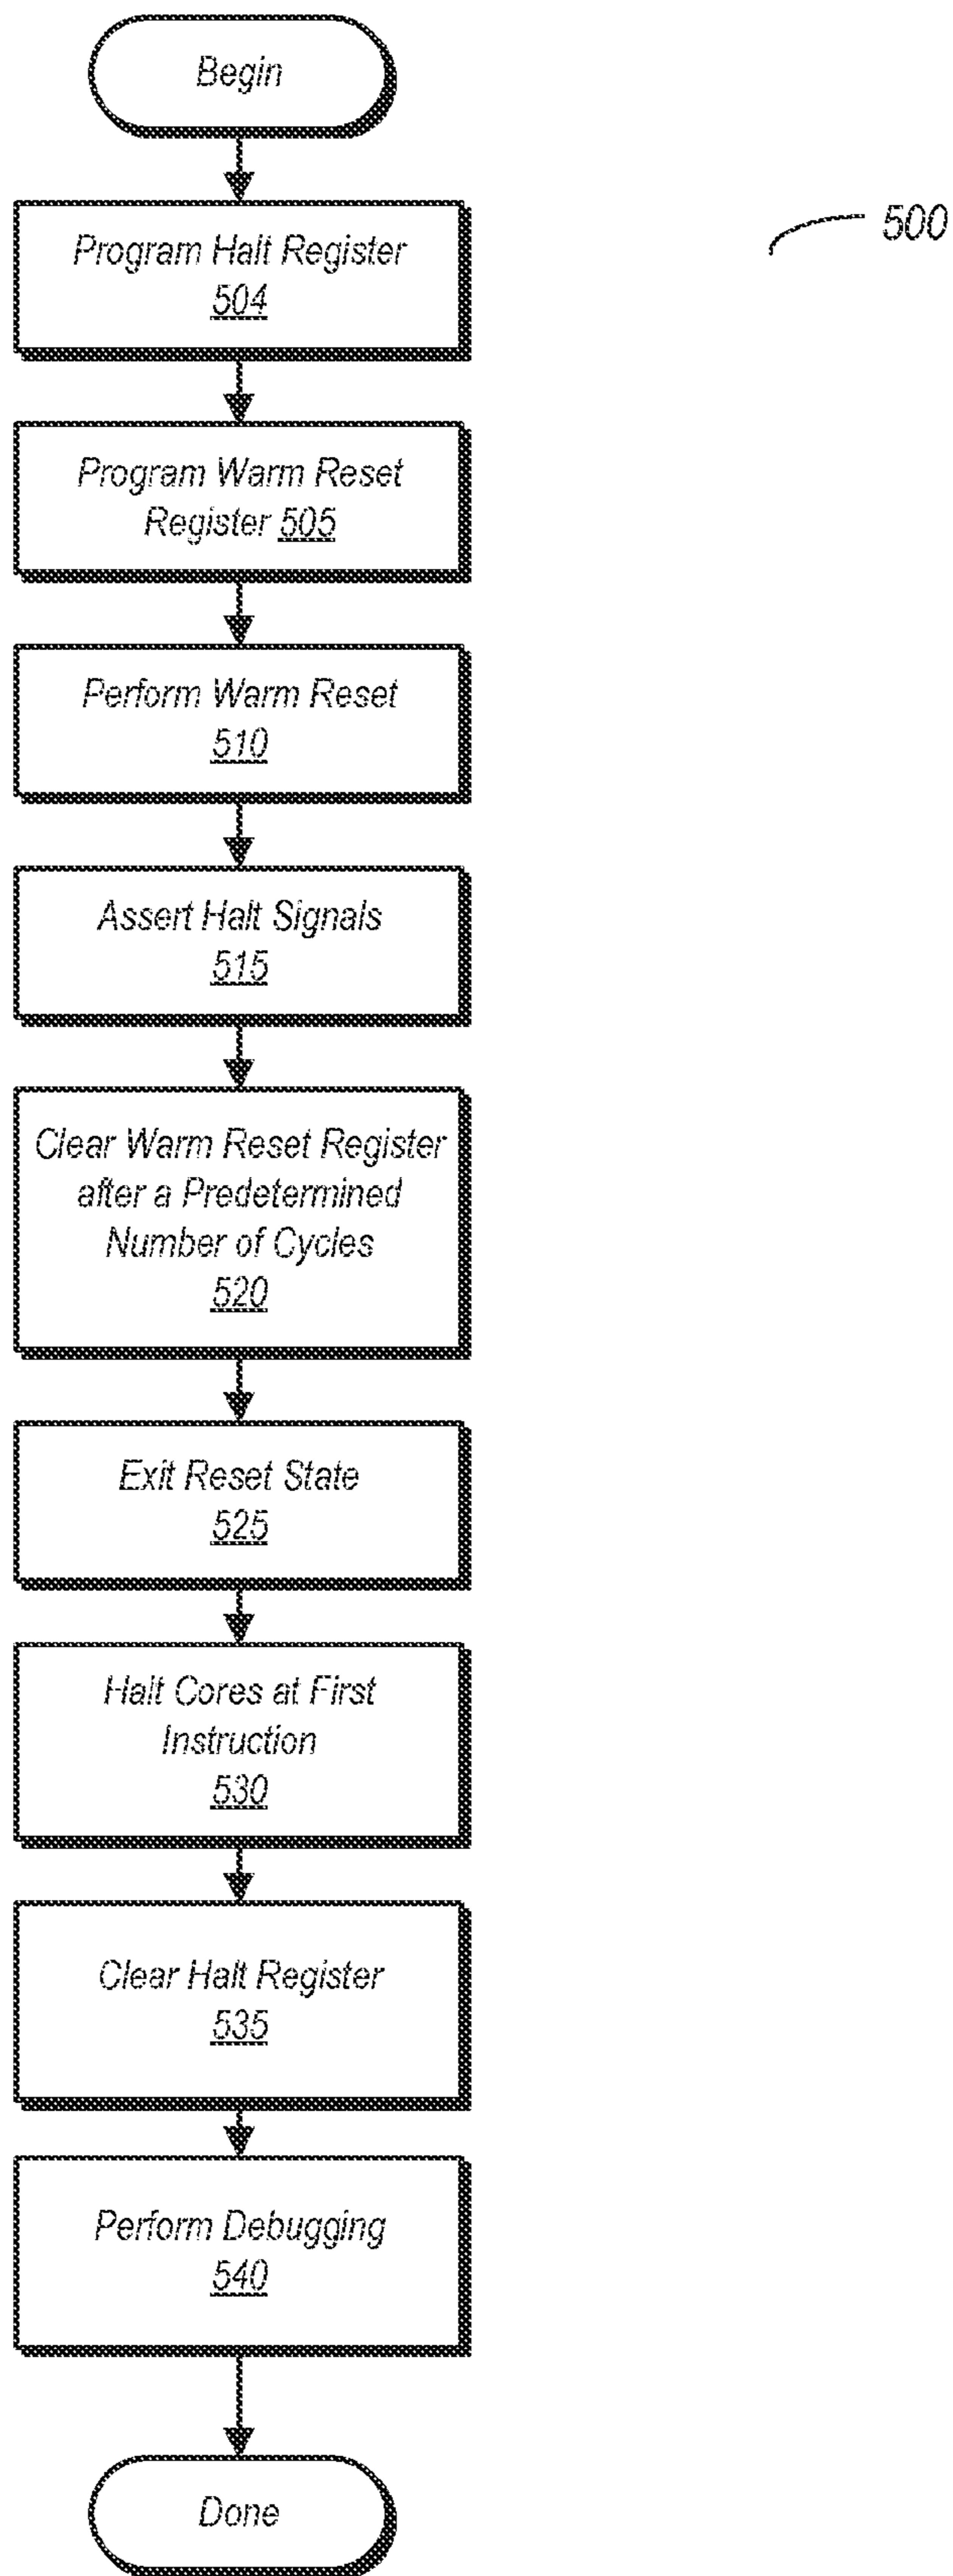 Begin
Program Halt Register
504
500
Program Warm Reset
Register 505
Perform Warm Reset
510
Assert Halt Signals
515
Clear Warm Reset Register
after a Predetermined
Number of Cycles
520
Exit Reset State
525
Halt Cores at First
Instruction
530
Clear Halt Register
535
Perform Debugging
540
Done